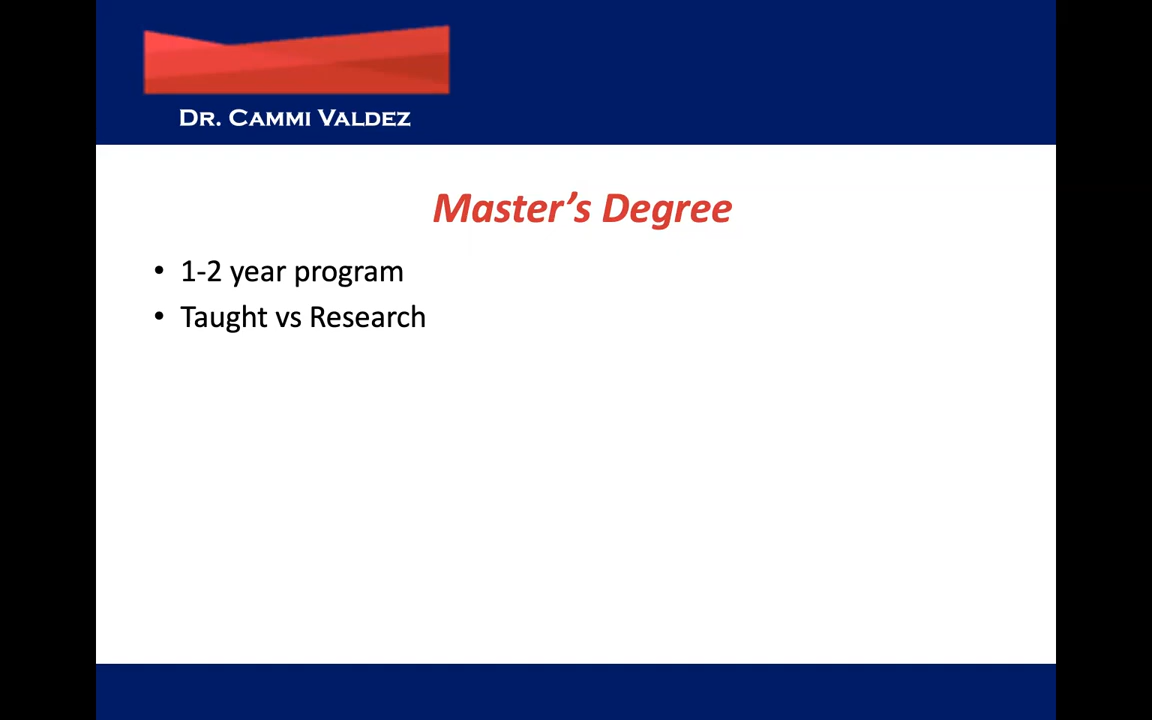 Dr. Cammi Valdez
Master’s Degree
• 1-2 year program
• Taught vs Research